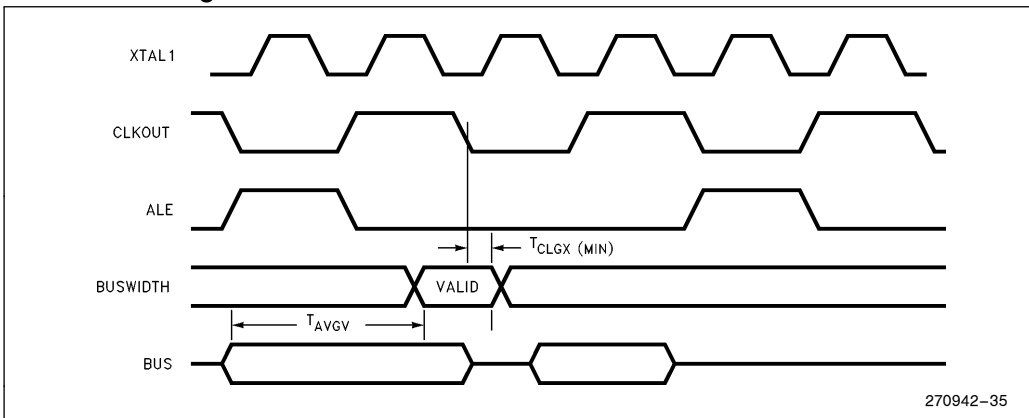 XTAL1
CLKOUT
ALE
T_CLGX (MIN)
BUSWIDTH
VALID
T_AVGV
BUS
270942-35